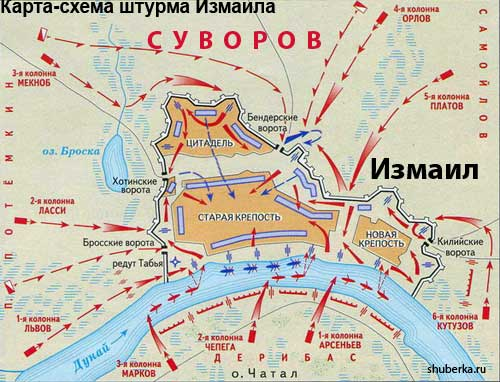 Карта-схема штурма Измаила
СУВОРОВ
4-я колонна
ОРЛОВ
3-я колонна
МЕКНОБ
САМОЙЛОВ
5-я колонна
ПЛАТОВ
Бендерские
ворота
ЦИТАДЕЛЬ
оз. Броска
П. ПОТЁМКИН
Измаил
Хотинские
ворота
2-я колонна
ЛАССИ
СТАРАЯ КРЕПОСТЬ
НОВАЯ
КРЕПОСТЬ
Килийские
ворота
Бросские ворота
редут Табья
1-я колонна
ЛЬВОВ
6-я колонна
КУТУЗОВ
2-я колонна
ЧЕПЕГА
1-я колонна
АРСЕНЬЕВ
Дунай
3-я колонна
МАРКОВ
ДЕРИБАС
о. Чатал
shuberka.ru